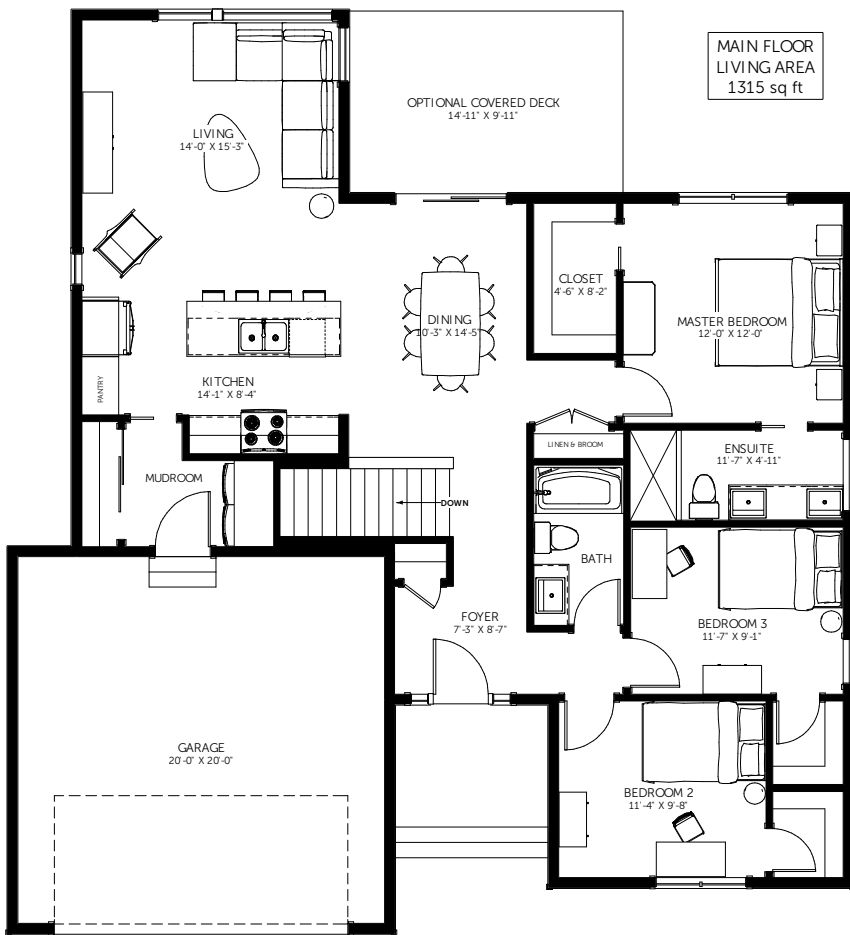 MAIN FLOOR
LIVING AREA
1315 sq ft
OPTIONAL COVERED DECK
14'-11" X 9'-11"
LIVING
14'-0" X 15'-3"
CLOSET
4'-6" X 8'-2"
DINING
10'-3" X 14'-5"
MASTER BEDROOM
12'-0" X 12'-0"
PANTRY
KITCHEN
14'-1" X 8'-4"
LINEN & BROOM
ENSUITE
11'-7" X 4'-11"
MUDROOM
DOWN
BATH
FOYER
7'-3" X 8'-7"
BEDROOM 3
11'-7" X 9'-1"
GARAGE
20'-0" X 20'-0"
BEDROOM 2
11'-4" X 9'-8"